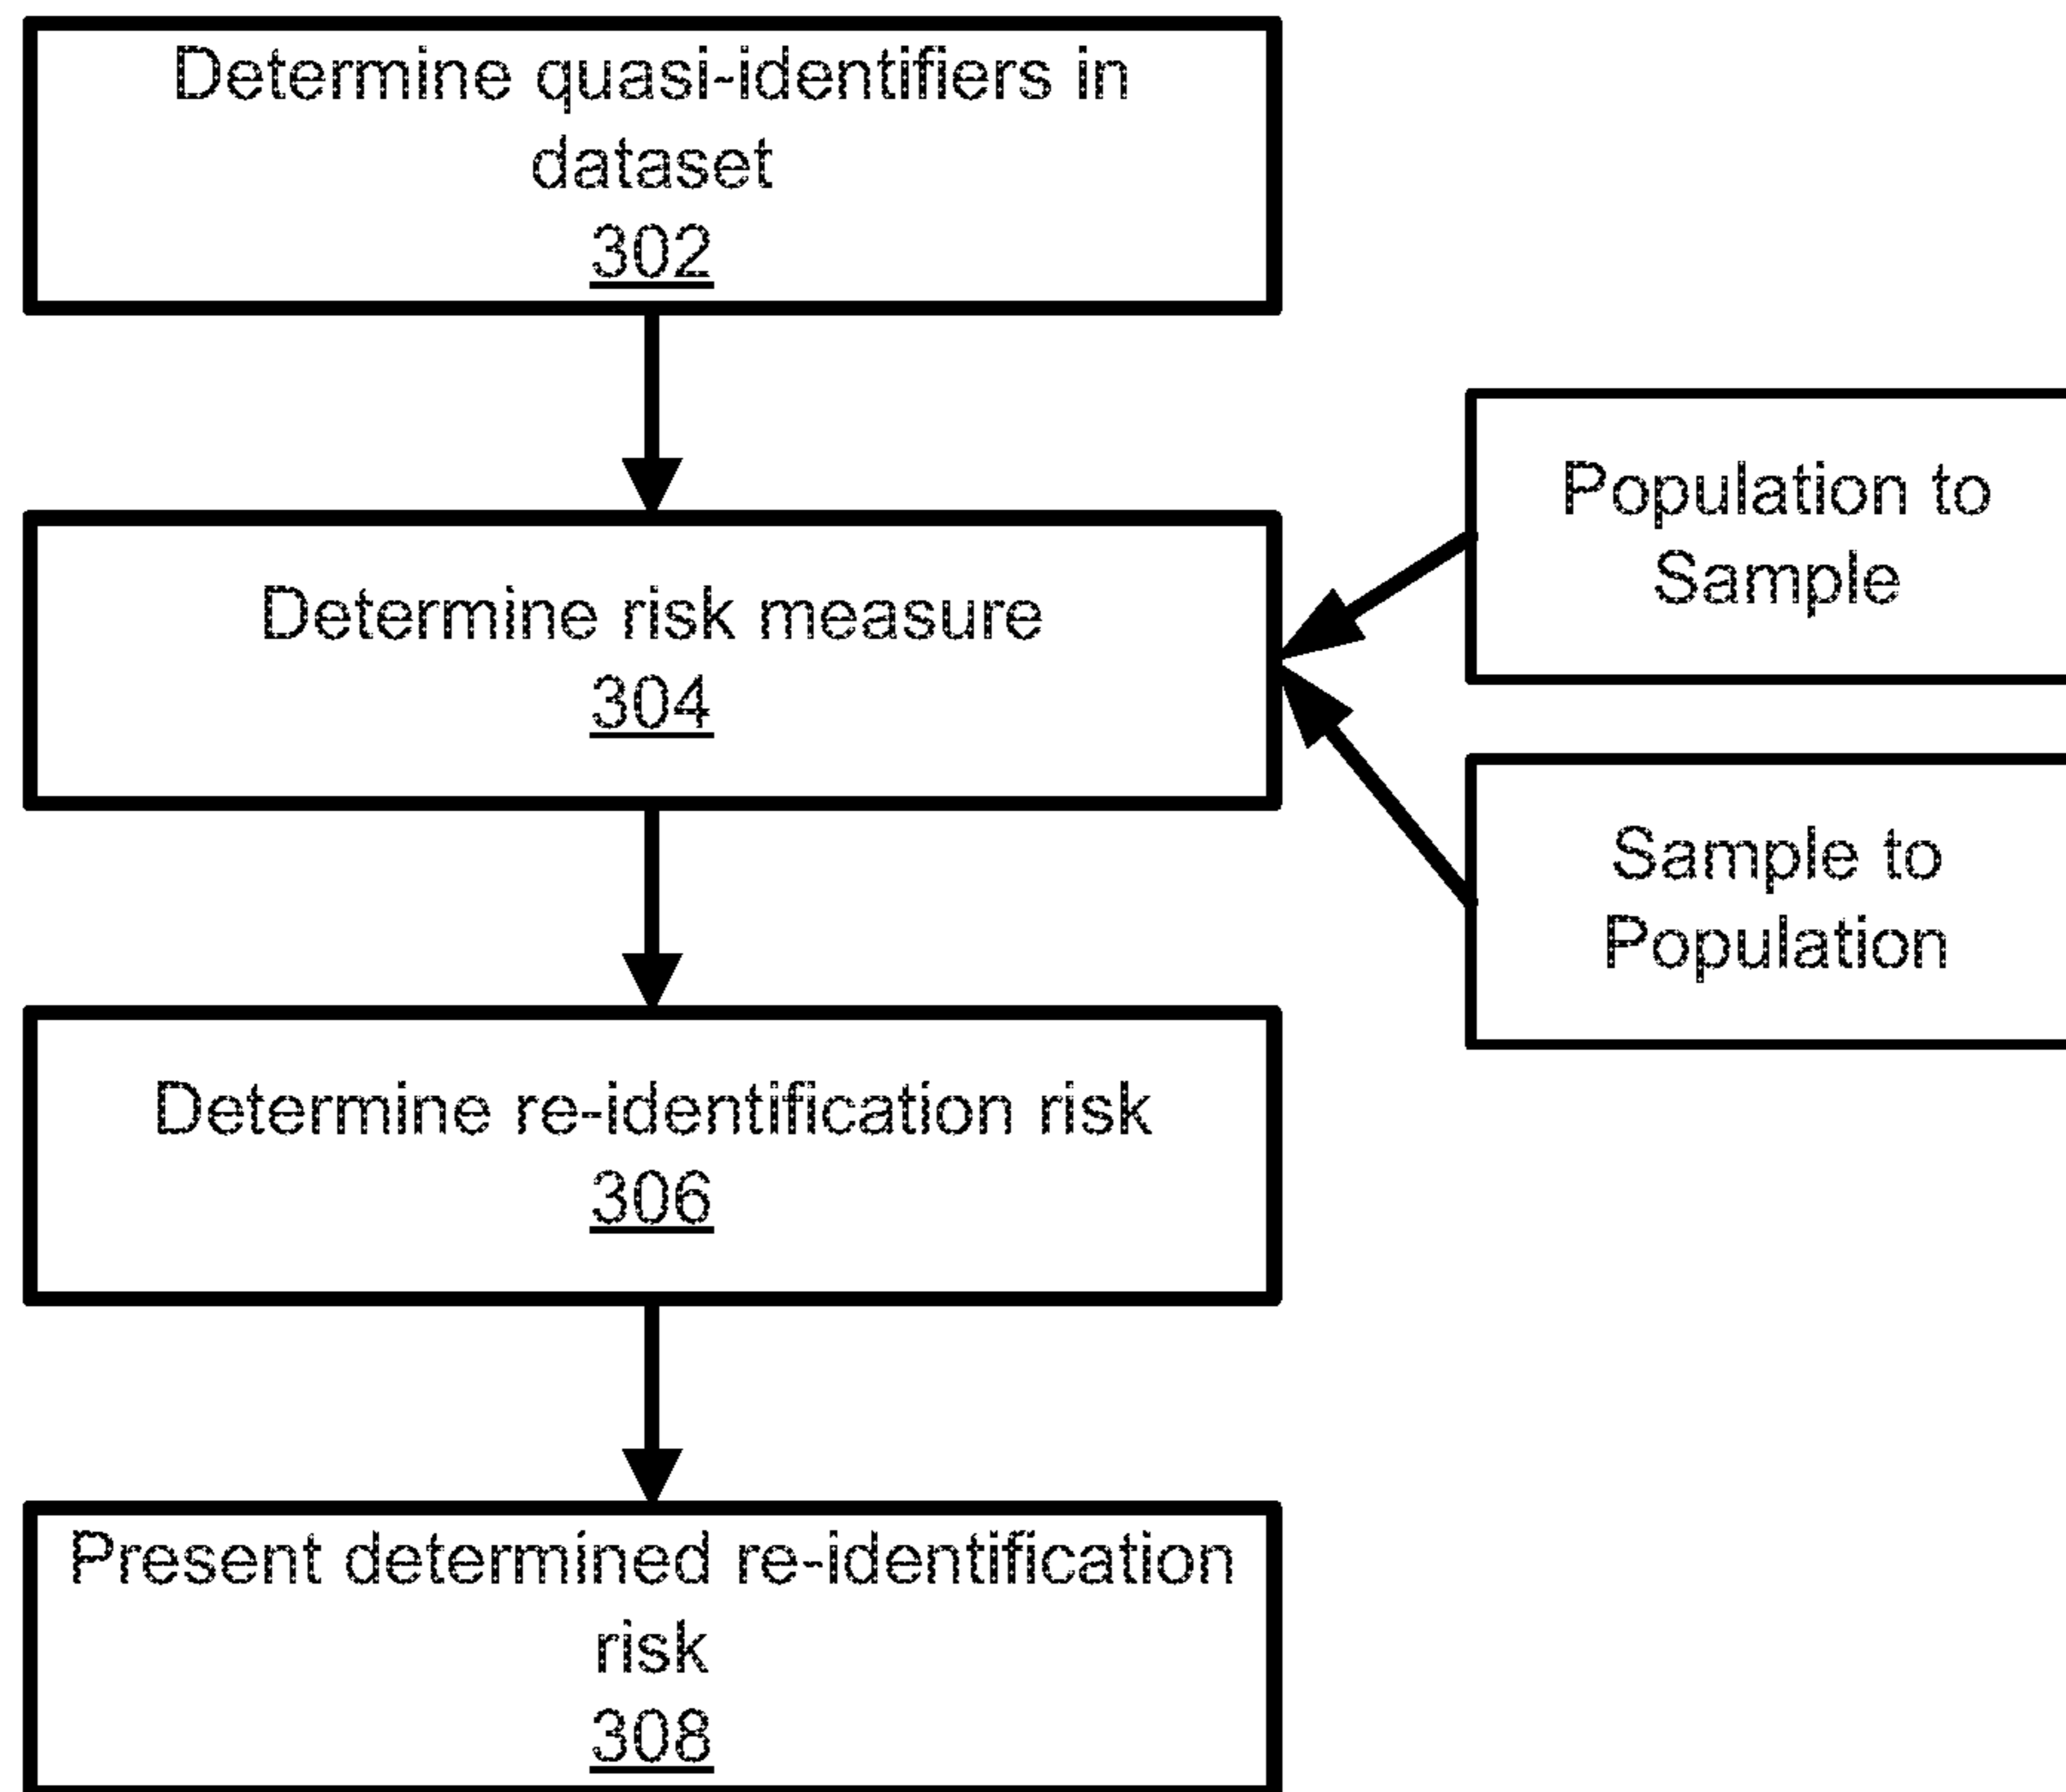 Determine quasi-identifiers in
dataset
302
Determine risk measure
304
Population to
Sample
Sample to
Population
Determine re-identification risk
306
Present determined re-identification
risk
308